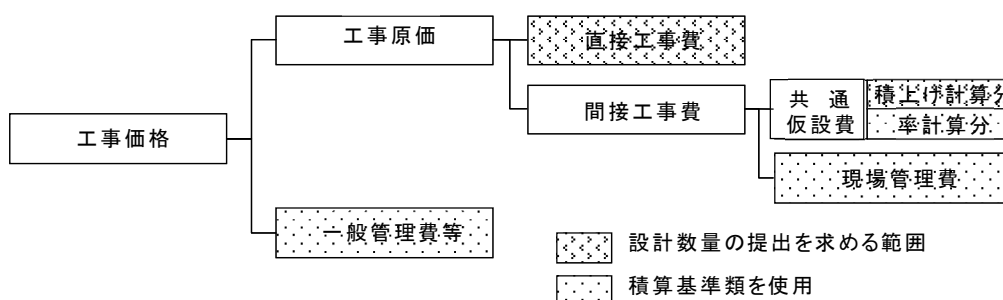 工事原価
直接工事費
工事価格
間接工事費
共通
仮設費
積上げ計算分
率計算分
現場管理費
一般管理費等
設計数量の提出を求める範囲
積算基準類を使用